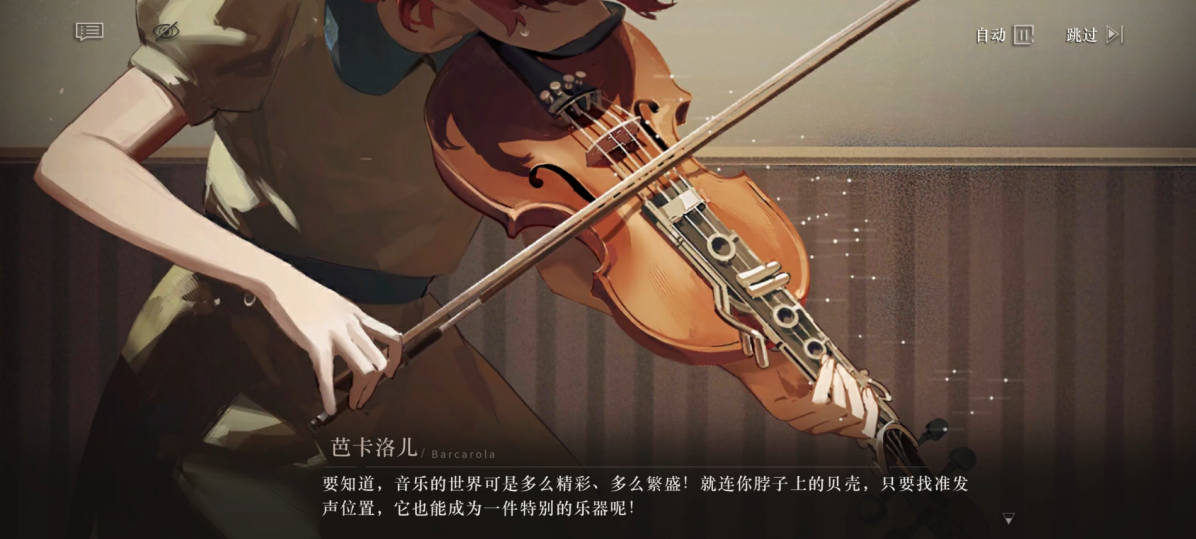 自动
跳过
芭卡洛儿/ Barcarola
要知道，音乐的世界可是多么精彩、多么繁盛！就连你脖子上的贝壳，只要找准发
声位置，它也能成为一件特别的乐器呢！